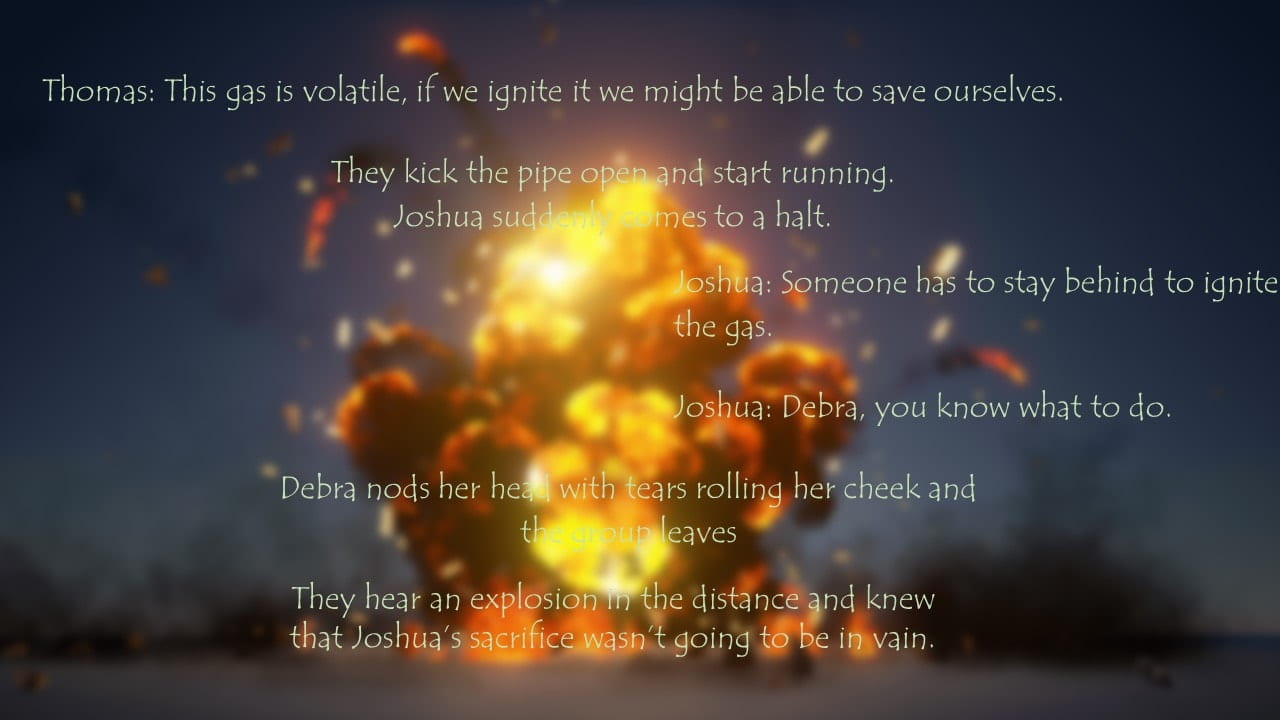 Thomas: This gas is volatile, if we ignite it we might be able to save ourselves.
They kick the pipe open and start running.
Joshua suddenly comes to a halt.
Joshua: Someone has to stay behind to ignite
the gas.
Joshua: Debra, you know what to do.
Debra nods her head with tears rolling her cheek and
the group leaves
They hear an explosion in the distance and knew
that Joshua's sacrifice wasn't going to be in vain.